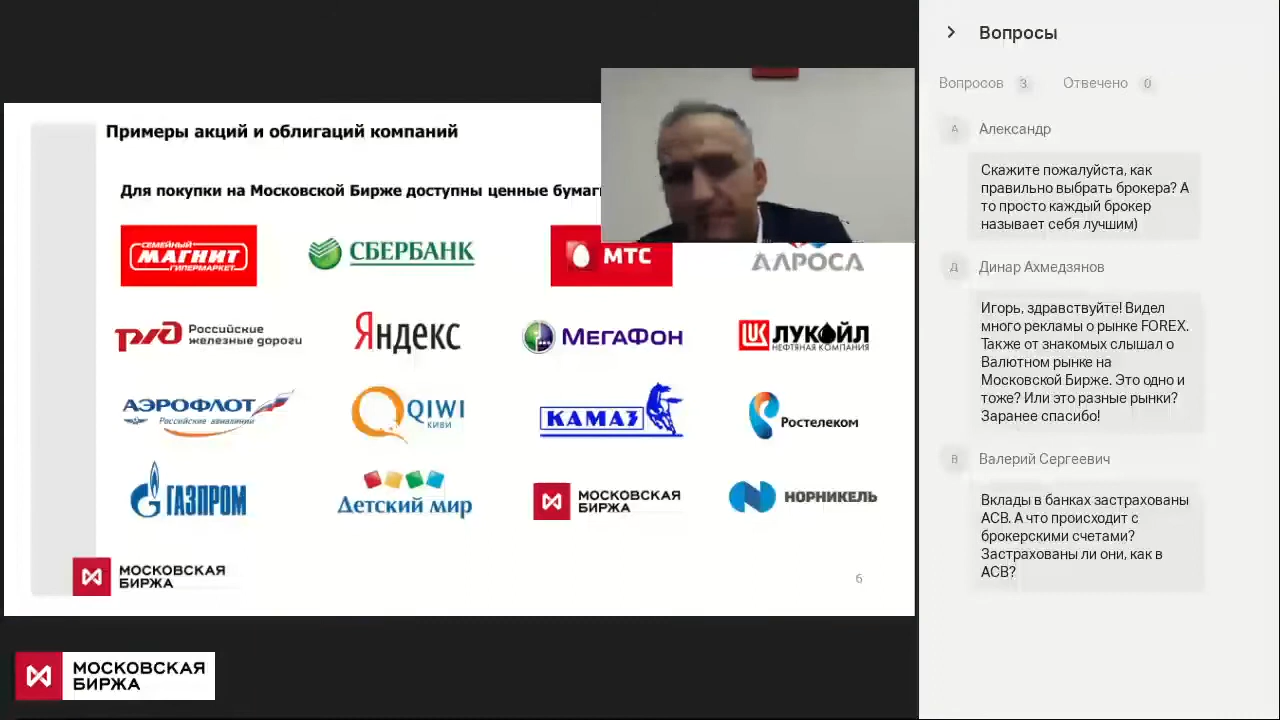 Примеры акций и облигаций компаний
Для покупки на Московской Бирже доступны ценные
СЕМЕЙНЫЙ
МАГНИТ
ГИПЕРМАРКЕТ
СБЕРБАНК
МТС
АЛРОСА
РЖД
Российские
железные дороги
Яндекс
МЕГАФОН
LUK
ЛУКОЙЛ
НЕФТЯНАЯ КОМПАНИЯ
АЭРОФЛОТ
Российские авиалинии
QIWI
КИВИ
КАМАЗ
Ростелеком
ГАЗПРОМ
Детский мир
МОСКОВСКАЯ
БИРЖА
НОРНИКЕЛЬ
МОСКОВСКАЯ
БИРЖА
6
МОСКОВСКАЯ
БИРЖА
Вопросы
Вопросов 3 Отвечено 0
А Александр
Скажите пожалуйста, как
правильно выбрать брокера? А
то просто каждый брокер
называет себя лучшим)
Д Динар Ахмедзянов
Игорь, здравствуйте! Видел
много рекламы о рынке FOREX.
Также от знакомых слышал о
Валютном рынке на
Московской Бирже. Это одно и
тоже? Или это разные рынки?
Заранее спасибо!
В Валерий Сергеевич
Вклады в банках застрахованы
АСВ. А что происходит с
брокерскими счетами?
Застрахованы ли они, как в
АСВ?